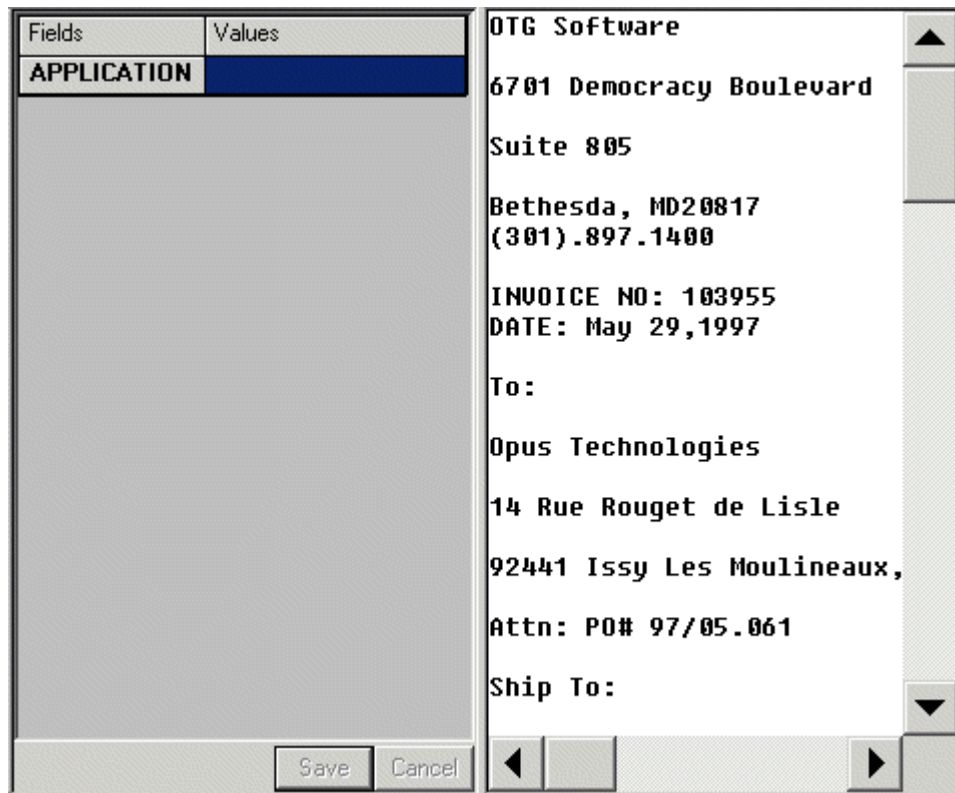 Fields Values
APPLICATION
Save Cancel
OTG Software
6701 Democracy Boulevard
Suite 805
Bethesda, MD20817
(301).897.1400
INVOICE NO: 103955
DATE: May 29,1997
To:
Opus Technologies
14 Rue Rouget de Lisle
92441 Issy Les Moulineaux,
Attn: PO# 97/05.061
Ship To: